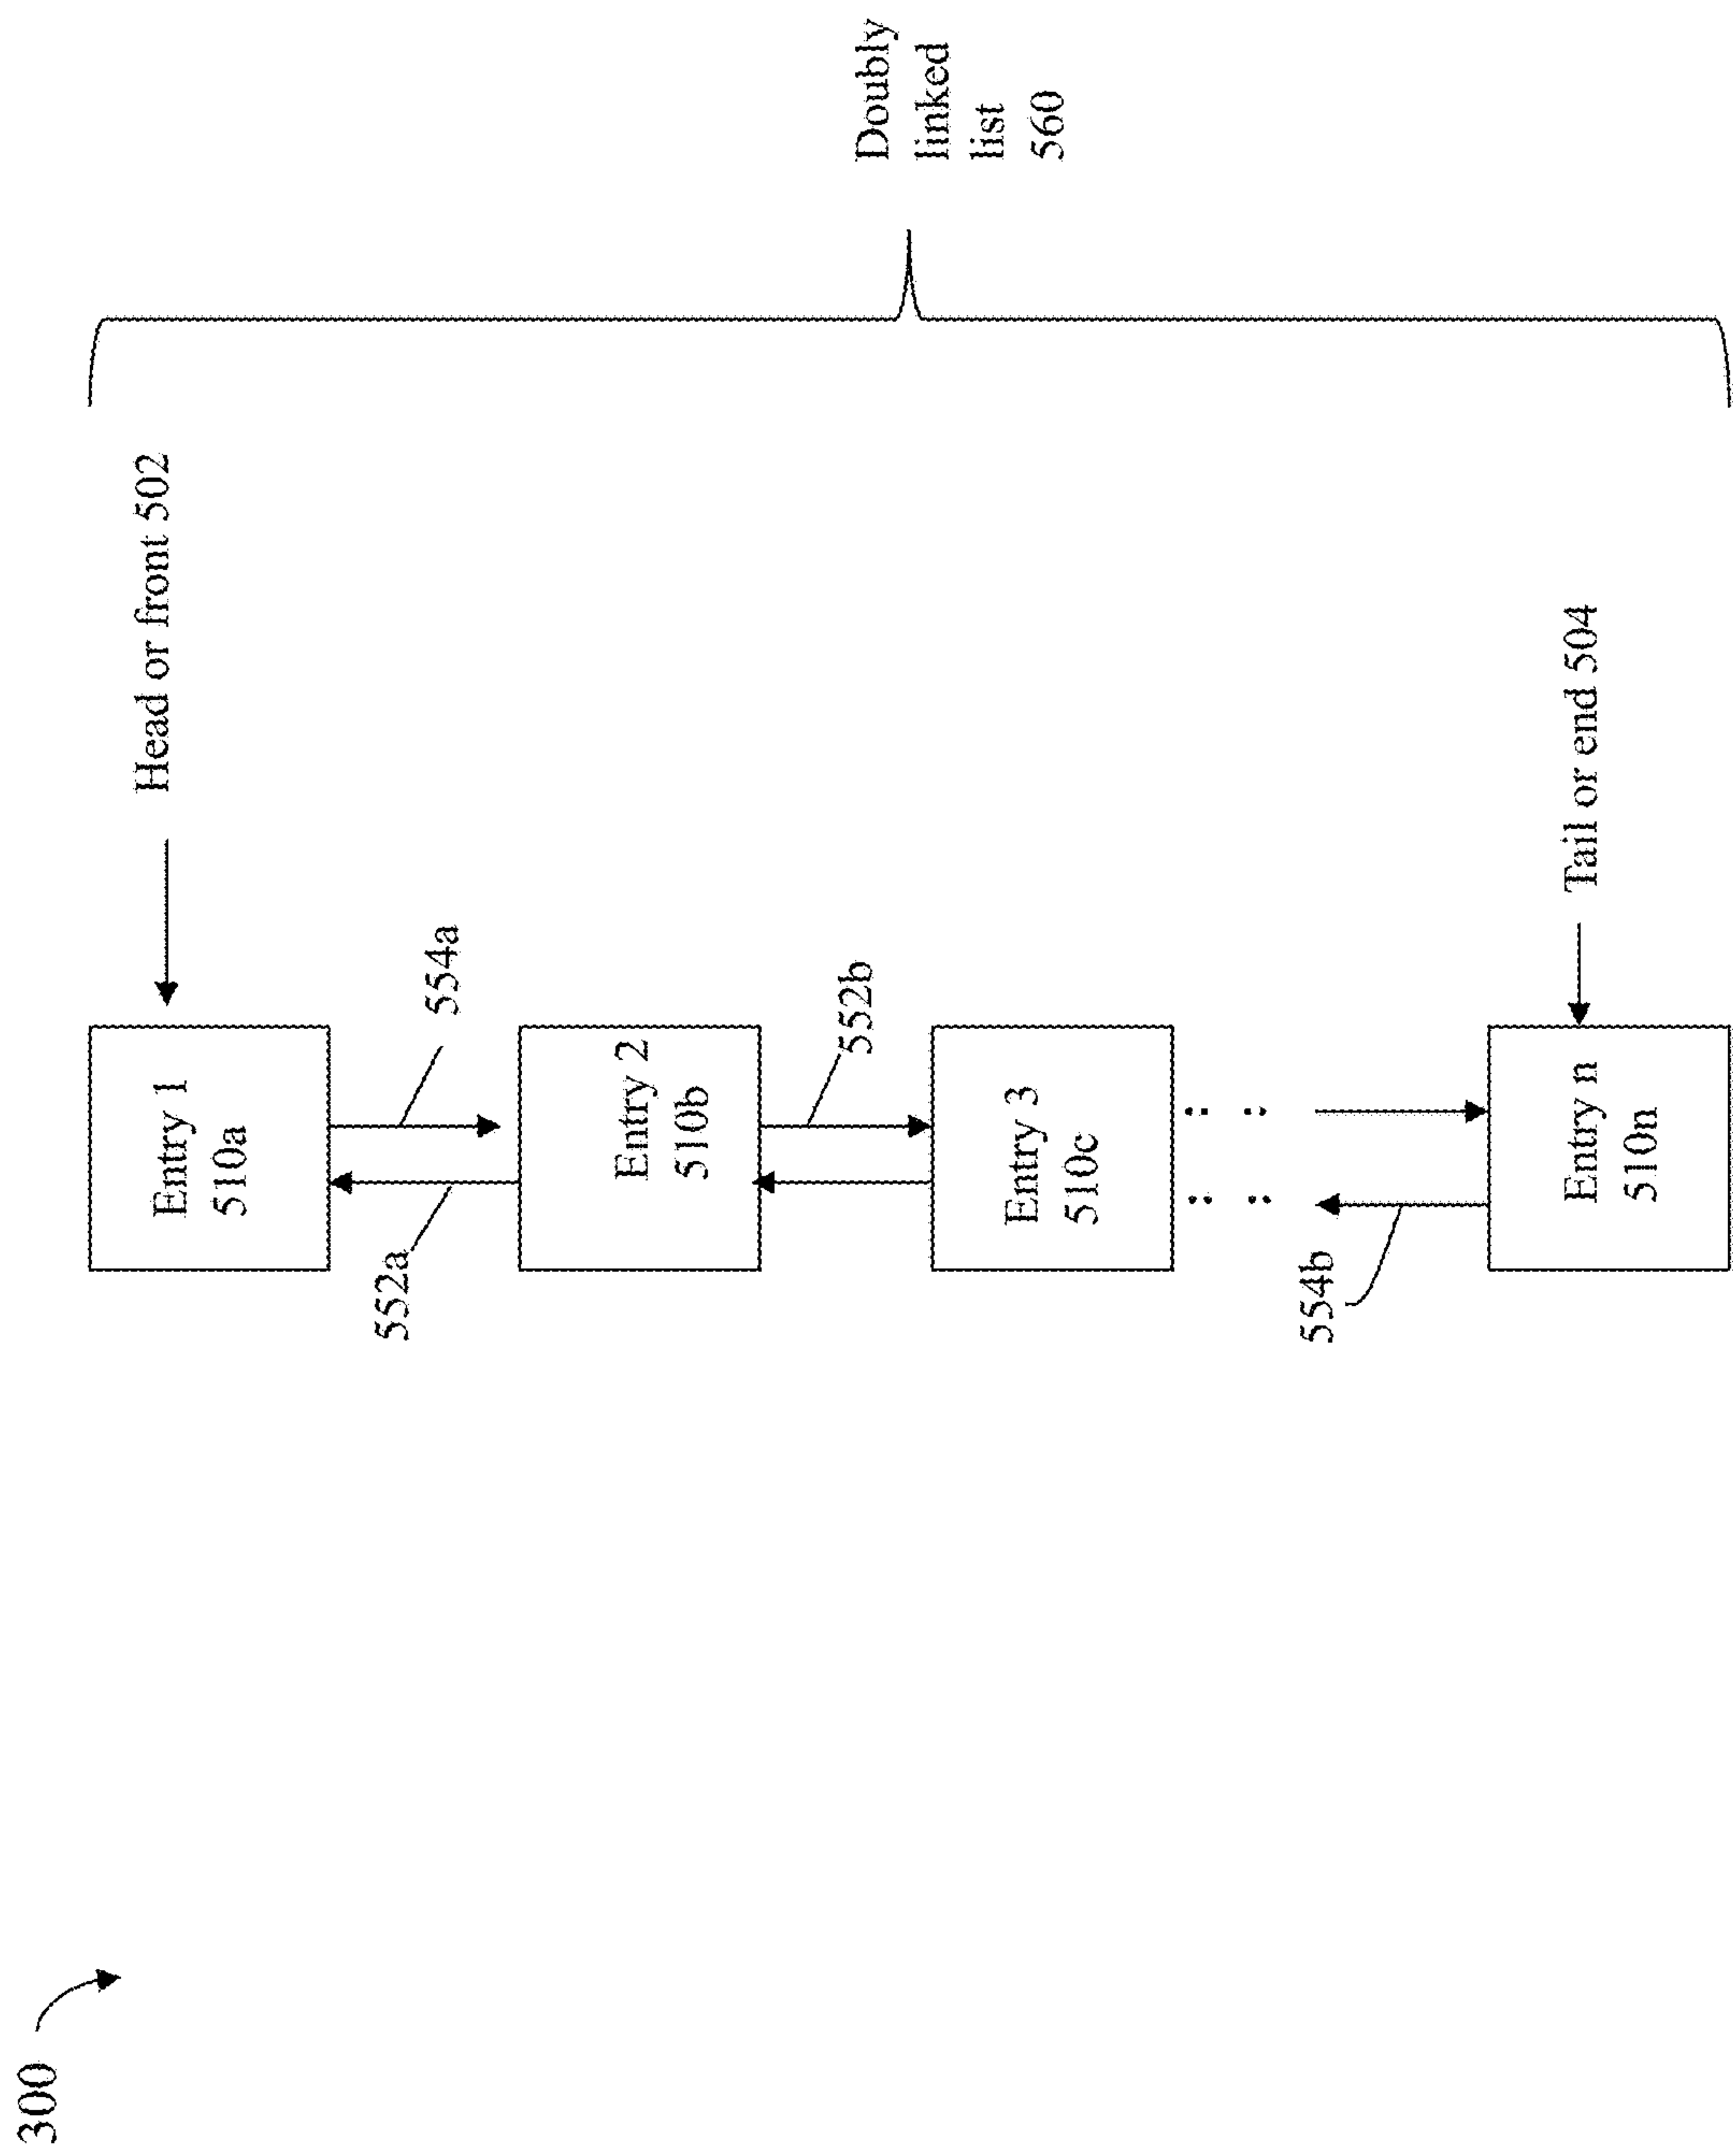 300
Head or front 502
Tail or end 504
Entry 1
510a
554a
552a
Entry 2
510b
552b
Entry 3
510c
: :
: :
554b
Entry n
510n
Doubly
linked
list
560